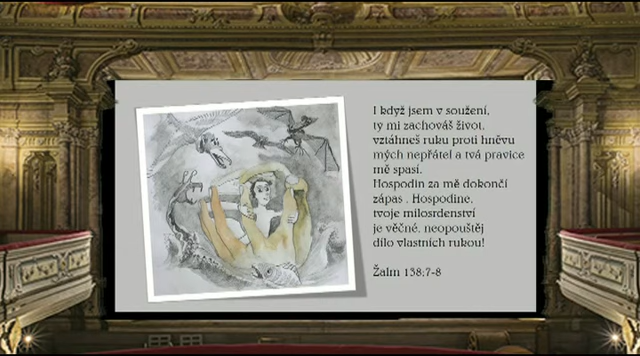 I když jsem v soužení,
ty mi zachováš život,
vztáhneš ruku proti hněvu
mých nepřátel a tvá pravice
mě spasí.
Hospodin za mě dokončí
zápas . Hospodine,
tvoje milosrdenství
je věčné, neopouštěj
dílo vlastních rukou!
Žalm 138;7-8